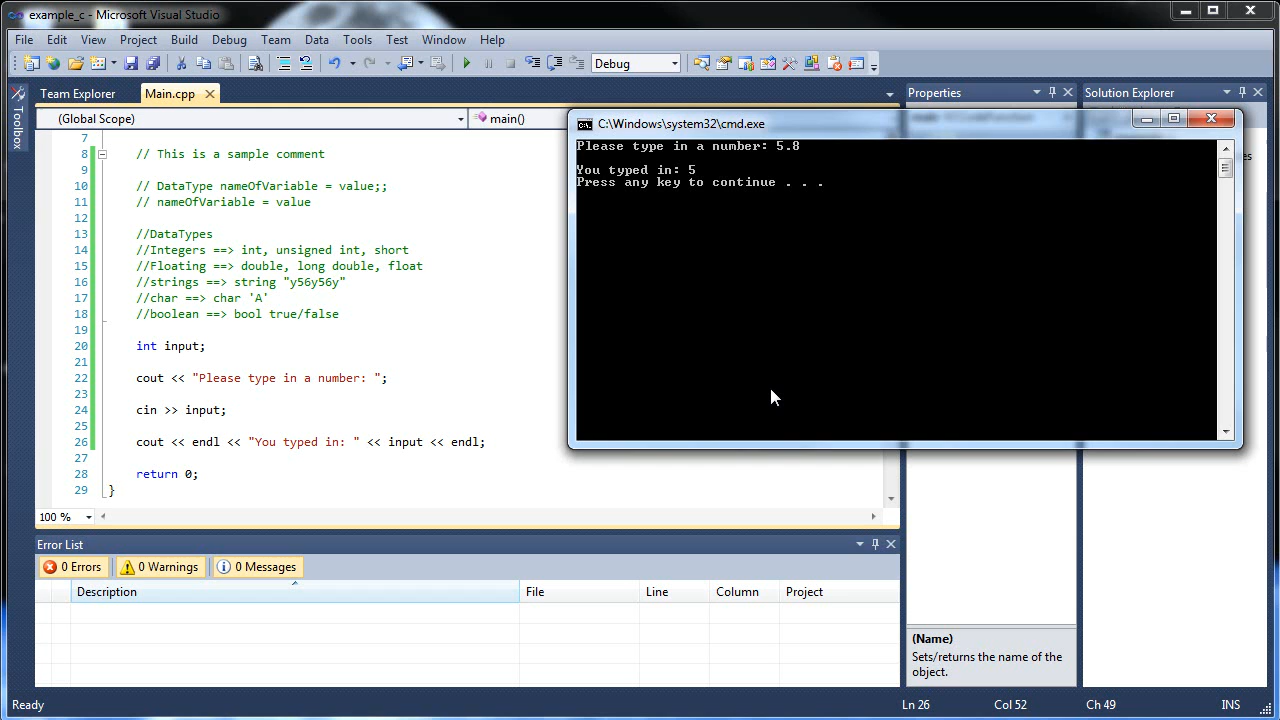 example_c - Microsoft Visual Studio
File Edit View Project Build Debug Team Data Tools Test Window Help
Debug
Toolbox
Team Explorer Main.cpp
(Global Scope) main()
7
8 // This is a sample comment
9
10 // DataType nameOfVariable = value;;
11 // nameOfVariable = value
12
13 //DataTypes
14 //Integers ==> int, unsigned int, short
15 //Floating ==> double, long double, float
16 //strings ==> string "y56y56y"
17 //char ==> char 'A'
18 //boolean ==> bool true/false
19
20 int input;
21
22 cout << "Please type in a number: ";
23
24 cin >> input;
25
26 cout << endl << "You typed in: " << input << endl;
27
28 return 0;
29 }
100 %
C:\Windows\system32\cmd.exe
Please type in a number: 5.8
You typed in: 5
Press any key to continue . . .
Properties
Solution Explorer
(Name)
Sets/returns the name of the
object.
Error List
0 Errors 0 Warnings 0 Messages
Description File Line Column Project
Ready Ln 26 Col 52 Ch 49 INS